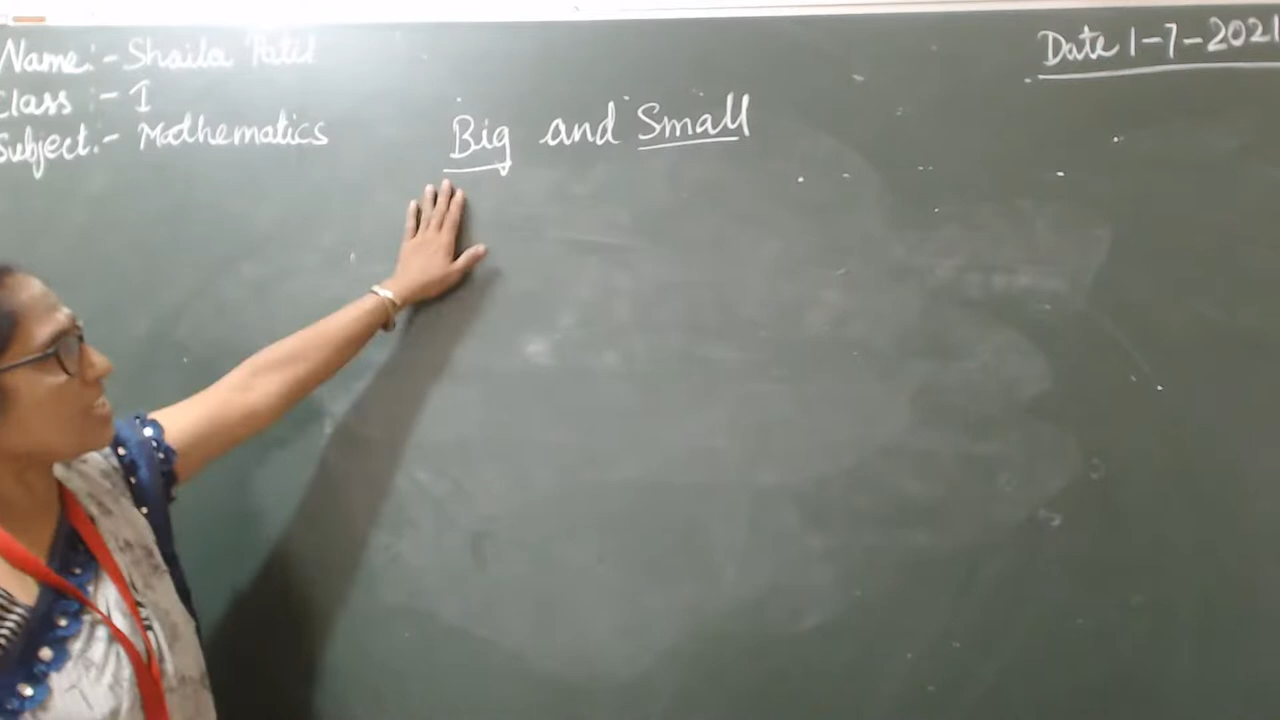 Name:- Shaila Patil
Class :- I
Subject:- Mathematics
Date 1-7-2021
Big and Small